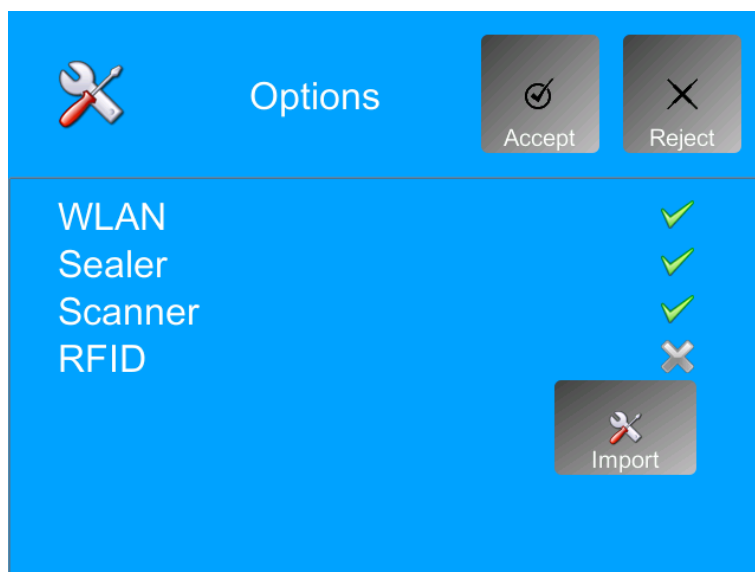 Options
Accept
Reject
WLAN
Sealer
Scanner
RFID
Import